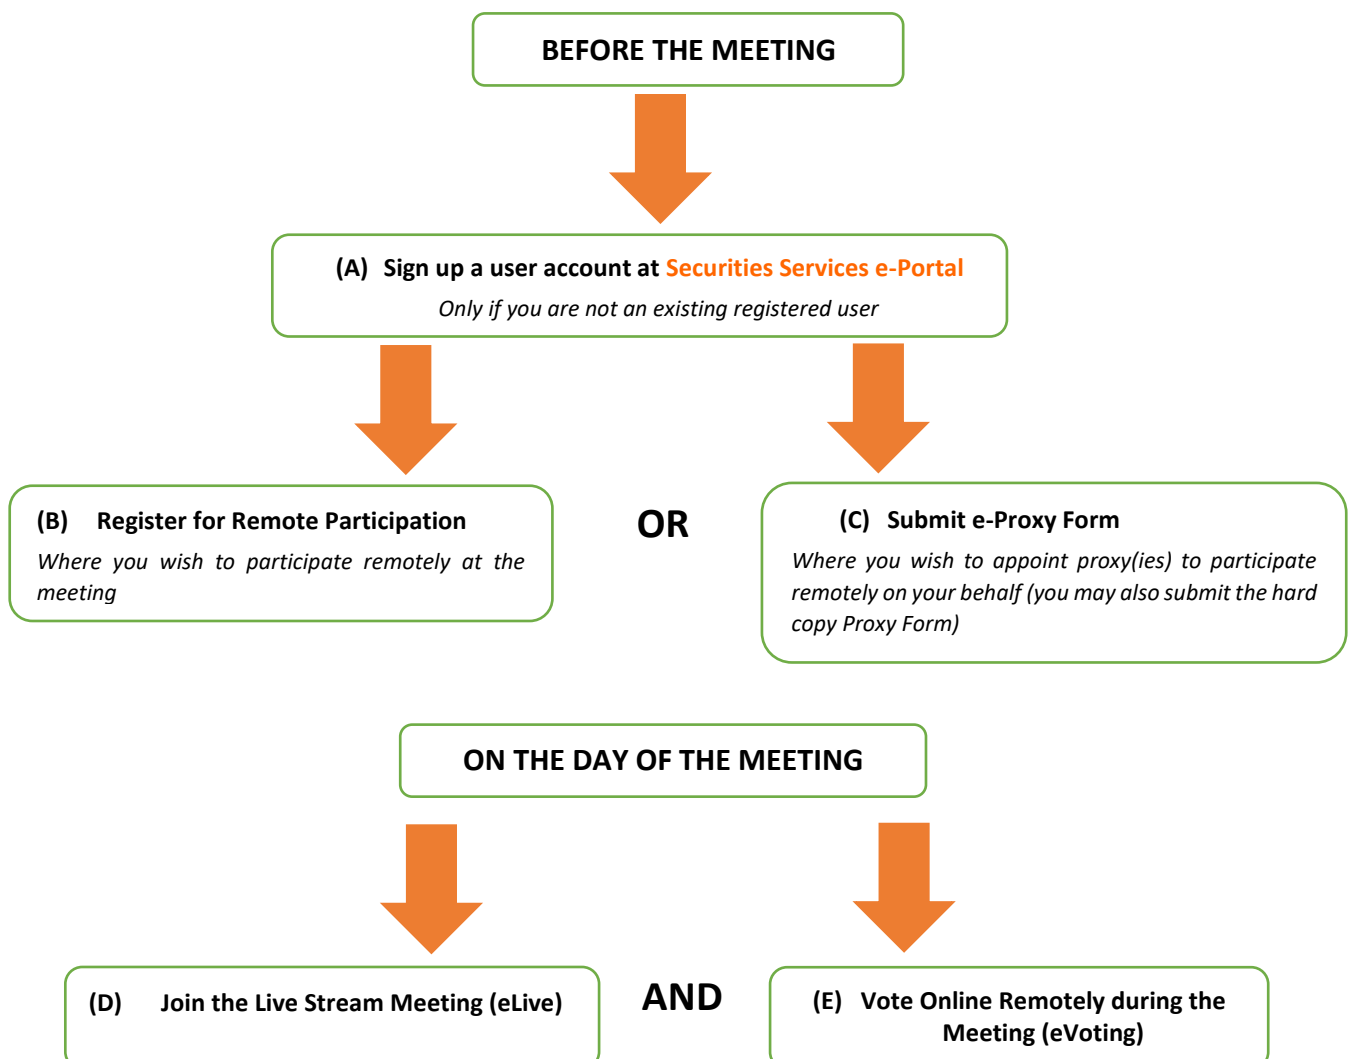 BEFORE THE MEETING
(A) Sign up a user account at Securities Services e-Portal
Only if you are not an existing registered user
(B) Register for Remote Participation
Where you wish to participate remotely at the
meeting
OR
(C) Submit e-Proxy Form
Where you wish to appoint proxy(ies) to participate
remotely on your behalf (you may also submit the hard
copy Proxy Form)
ON THE DAY OF THE MEETING
(D) Join the Live Stream Meeting (eLive)
AND
(E) Vote Online Remotely during the
Meeting (eVoting)